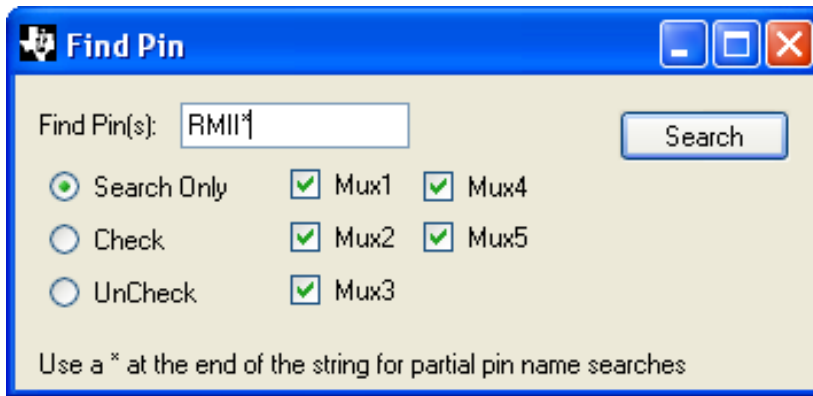 Find Pin
Find Pin(s): RMII* Search
Search Only Mux1 Mux4
Check Mux2 Mux5
UnCheck Mux3
Use a * at the end of the string for partial pin name searches